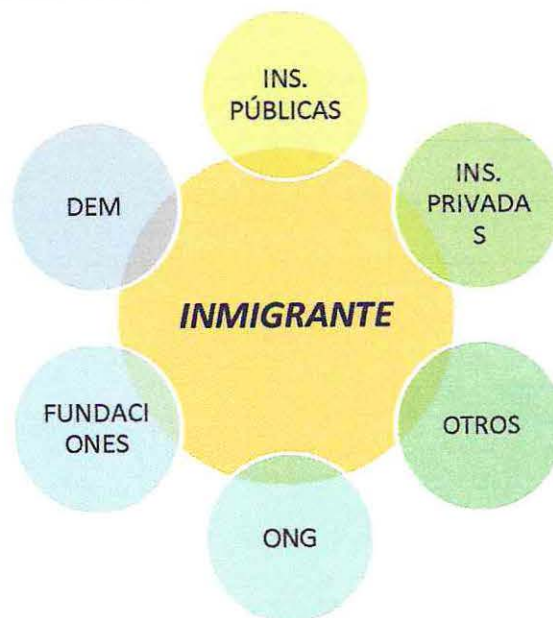 INS.
PÚBLICAS
INS.
PRIVADA
S
DEM
INMIGRANTE
FUNDACI
ONES
OTROS
ONG